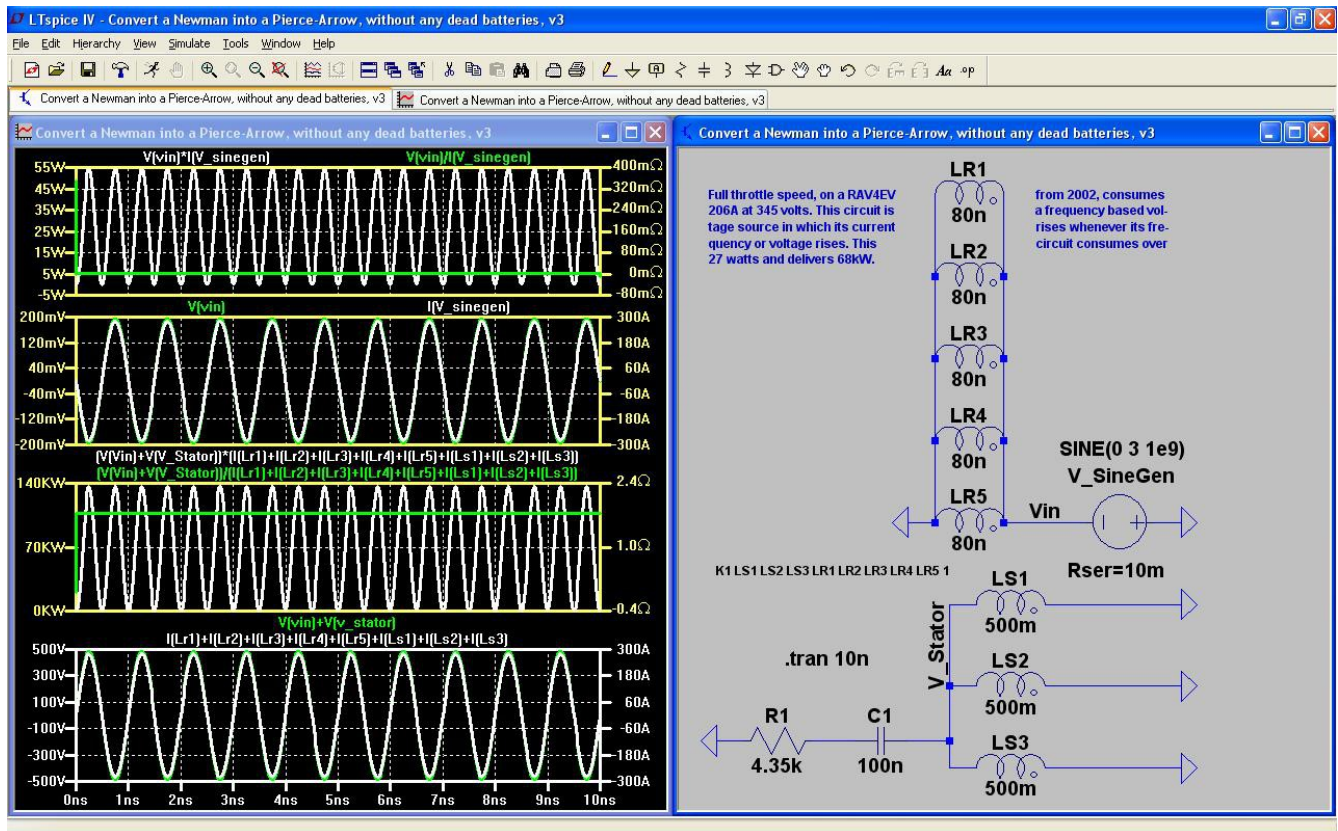 LTspice IV - Convert a Newman into a Pierce-Arrow, without any dead batteries, v3
File Edit Hierarchy View Simulate Tools Window Help
Aa .op
Convert a Newman into a Pierce-Arrow, without any dead batteries, v3
Convert a Newman into a Pierce-Arrow, without any dead batteries, v3
Convert a Newman into a Pierce-Arrow, without any dead batteries, v3
V(vin)*I(V_sinegen) V(vin)/I(V_sinegen)
55W 400mΩ
45W 320mΩ
35W 240mΩ
25W 160mΩ
15W 80mΩ
5W 0mΩ
-5W -80mΩ
V(vin) I(V_sinegen)
200mV 300A
120mV 180A
40mV 60A
-40mV -60A
-120mV -180A
-200mV -300A
(V(Vin)+V(V_Stator))*(I(Lr1)+I(Lr2)+I(Lr3)+I(Lr4)+I(Lr5)+I(Ls1)+I(Ls2)+I(Ls3))
(V(Vin)+V(V_Stator))/(I(Lr1)+I(Lr2)+I(Lr3)+I(Lr4)+I(Lr5)+I(Ls1)+I(Ls2)+I(Ls3))
140KW 2.4Ω
70KW 1.0Ω
0KW -0.4Ω
V(vin)+V(v_stator)
I(Lr1)+I(Lr2)+I(Lr3)+I(Lr4)+I(Lr5)+I(Ls1)+I(Ls2)+I(Ls3)
500V 300A
300V 180A
100V 60A
-100V -60A
-300V -180A
-500V -300A
0ns 1ns 2ns 3ns 4ns 5ns 6ns 7ns 8ns 9ns 10ns
Convert a Newman into a Pierce-Arrow, without any dead batteries, v3
Full throttle speed, on a RAV4EV from 2002, consumes
206A at 345 volts. This circuit is a frequency based vol-
tage source in which its current rises whenever its fre-
quency or voltage rises. This circuit consumes over
27 watts and delivers 68kW.
LR1
80n
LR2
80n
LR3
80n
LR4
80n
LR5
80n
Vin
SINE(0 3 1e9)
V_SineGen
Rser=10m
K1 LS1 LS2 LS3 LR1 LR2 LR3 LR4 LR5 1
LS1
500m
V_Stator
.tran 10n
LS2
500m
R1
4.35k
C1
100n
LS3
500m